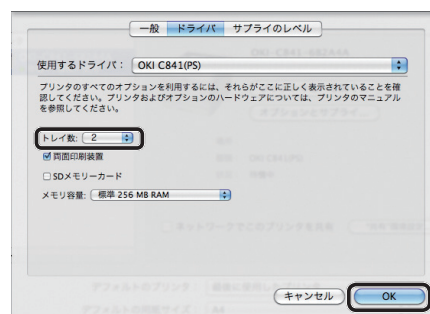 一般 ドライバ サプライのレベル
使用するドライバ： OKI C841(PS)
プリンタのすべてのオプションを利用するには、それらがここに正しく表示されていることを確
認してください。プリンタおよびオプションのハードウェアについては、プリンタのマニュアル
を参照してください。
トレイ数： 2
両面印刷装置
SDメモリーカード
メモリ容量： 標準 256 MB RAM
キャンセル OK